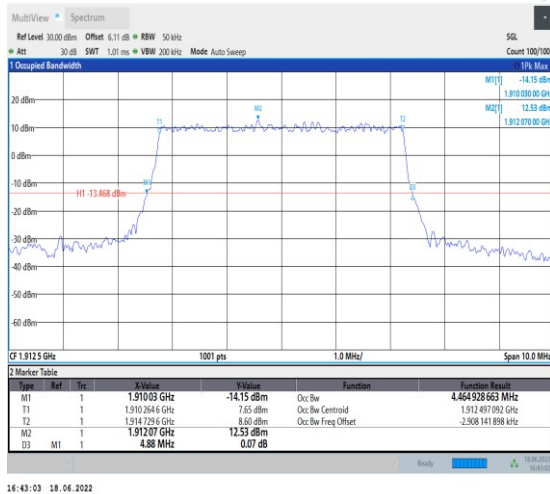 MultiView Spectrum
Ref Level 30.00 dBm Offset 6.11 dB RBW 50 kHz SGL
Att 30 dB SWT 1.01 ms VBW 200 kHz Mode Auto Sweep Count 100/100
1 Occupied Bandwidth 1Pk Max
M1[1] -14.15 dBm
1.910 030 00 GHz
M2[1] 12.53 dBm
1.912 070 00 GHz
20 dBm
M2
T1
T2
10 dBm
0 dBm
-10 dBm
M1
D3
H1 -13.468 dBm
-20 dBm
-30 dBm
-40 dBm
-50 dBm
-60 dBm
CF 1.912 5 GHz 1001 pts 1.0 MHz/ Span 10.0 MHz
2 Marker Table
Type Ref Trc X-Value Y-Value Function Function Result
M1 1 1.91003 GHz -14.15 dBm Occ Bw 4.464 928 663 MHz
T1 1 1.910 264 6 GHz 7.65 dBm Occ Bw Centroid 1.912 497 092 GHz
T2 1 1.914 729 6 GHz 8.60 dBm Occ Bw Freq Offset -2.908 141 898 kHz
M2 1 1.91207 GHz 12.53 dBm
D3 M1 1 4.88 MHz 0.07 dB
Ready 18.06.2022
16:43:02
16:43:03 18.06.2022